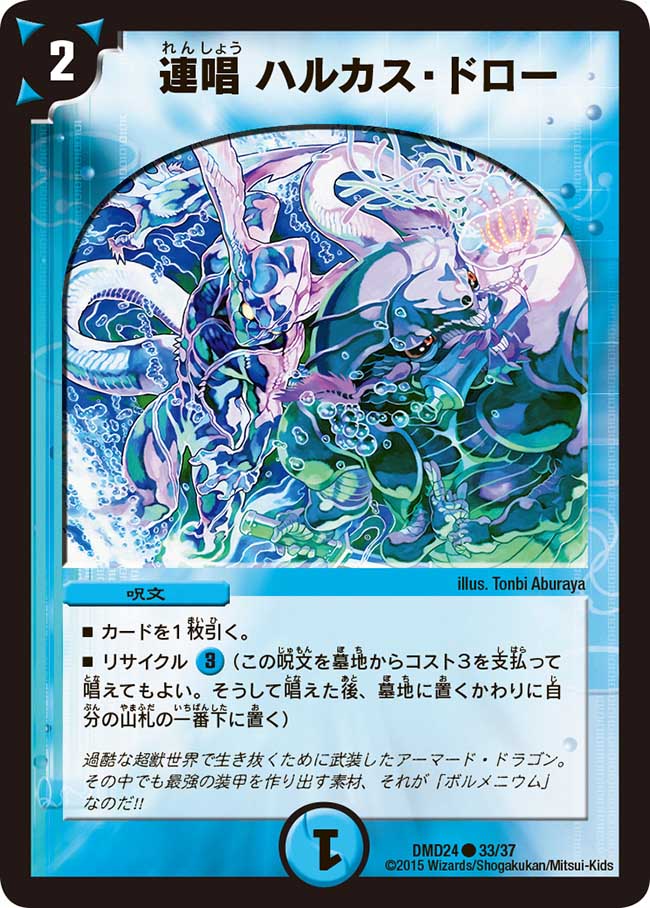 2
れんしょう
連唱 ハルカス・ドロー
illus. Tonbi Aburaya
呪文
■ カードを1枚引く。
■ リサイクル 3 (この呪文を墓地からコスト3を支払って
唱えてもよい。そうして唱えた後、墓地に置くかわりに自
分の山札の一番下に置く)
過酷な超獣世界で生き抜くために武装したアーマード・ドラゴン。
その中でも最強の装甲を作り出す素材、それが「ボルメニウム」
なのだ!!
1
DMD24 ● 33/37
©2015 Wizards/Shogakukan/Mitsui-Kids